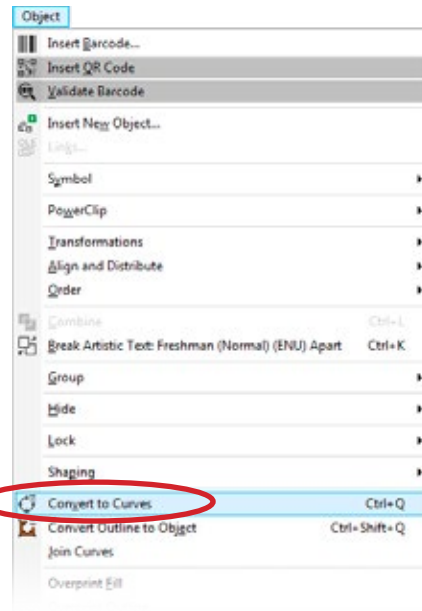 Object
Insert Barcode...
Insert QR Code
Validate Barcode
Insert New Object...
Links...
Symbol
PowerClip
Transformations
Align and Distribute
Order
Combine Ctrl+L
Break Artistic Text: Freshman (Normal) (ENU) Apart Ctrl+K
Group
Hide
Lock
Shaping
Convert to Curves Ctrl+Q
Convert Outline to Object Ctrl+Shift+Q
Join Curves
Overprint Fill